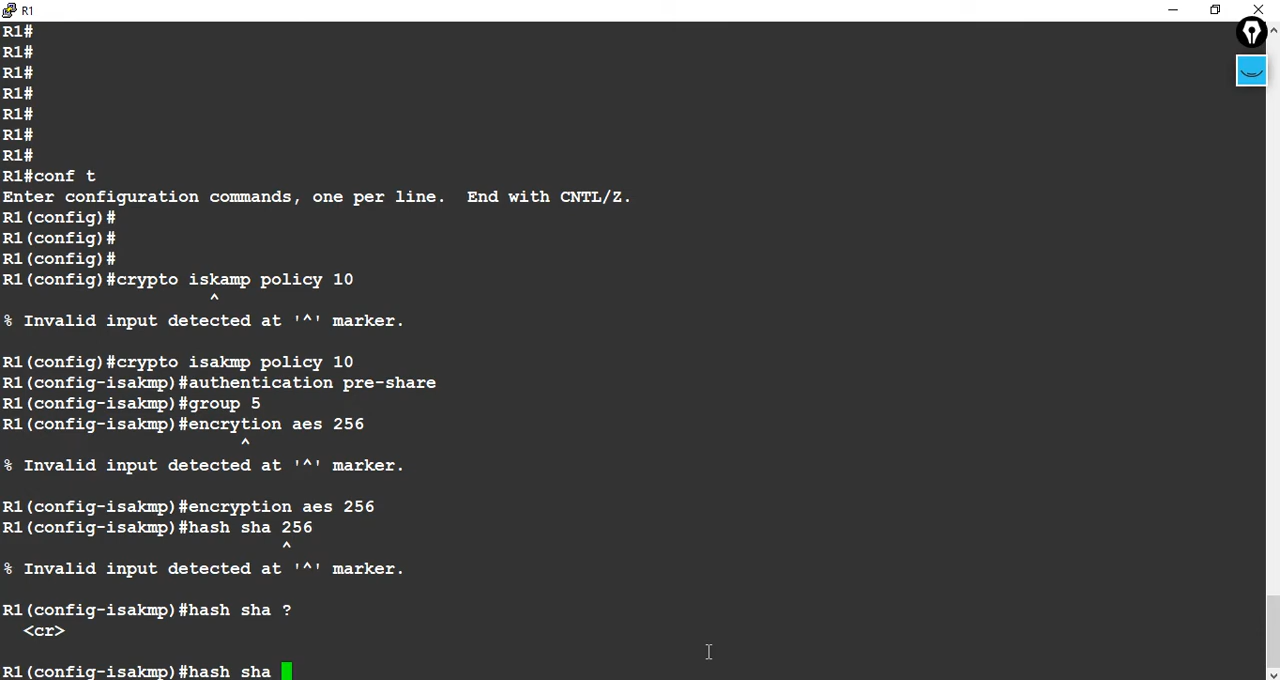 R1
R1#
R1#
R1#
R1#
R1#
R1#
R1#
R1#conf t
Enter configuration commands, one per line.  End with CNTL/Z.
R1(config)#
R1(config)#
R1(config)#
R1(config)#crypto iskamp policy 10
^
% Invalid input detected at '^' marker.
R1(config)#crypto isakmp policy 10
R1(config-isakmp)#authentication pre-share
R1(config-isakmp)#group 5
R1(config-isakmp)#encrytion aes 256
^
% Invalid input detected at '^' marker.
R1(config-isakmp)#encryption aes 256
R1(config-isakmp)#hash sha 256
^
% Invalid input detected at '^' marker.
R1(config-isakmp)#hash sha ?
<cr>
R1(config-isakmp)#hash sha